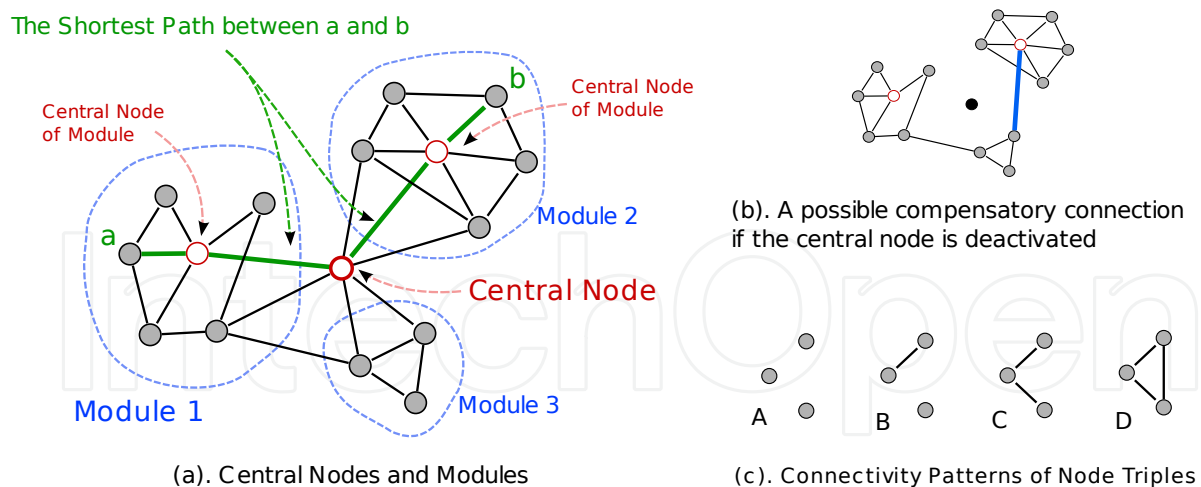 The Shortest Path between a and b
Central Node
of Module
b
Central Node
of Module
a
Module 2
Central Node
Module 1
Module 3
(a). Central Nodes and Modules
(b). A possible compensatory connection
if the central node is deactivated
A
B
C
D
(c). Connectivity Patterns of Node Triples
IntechOpen